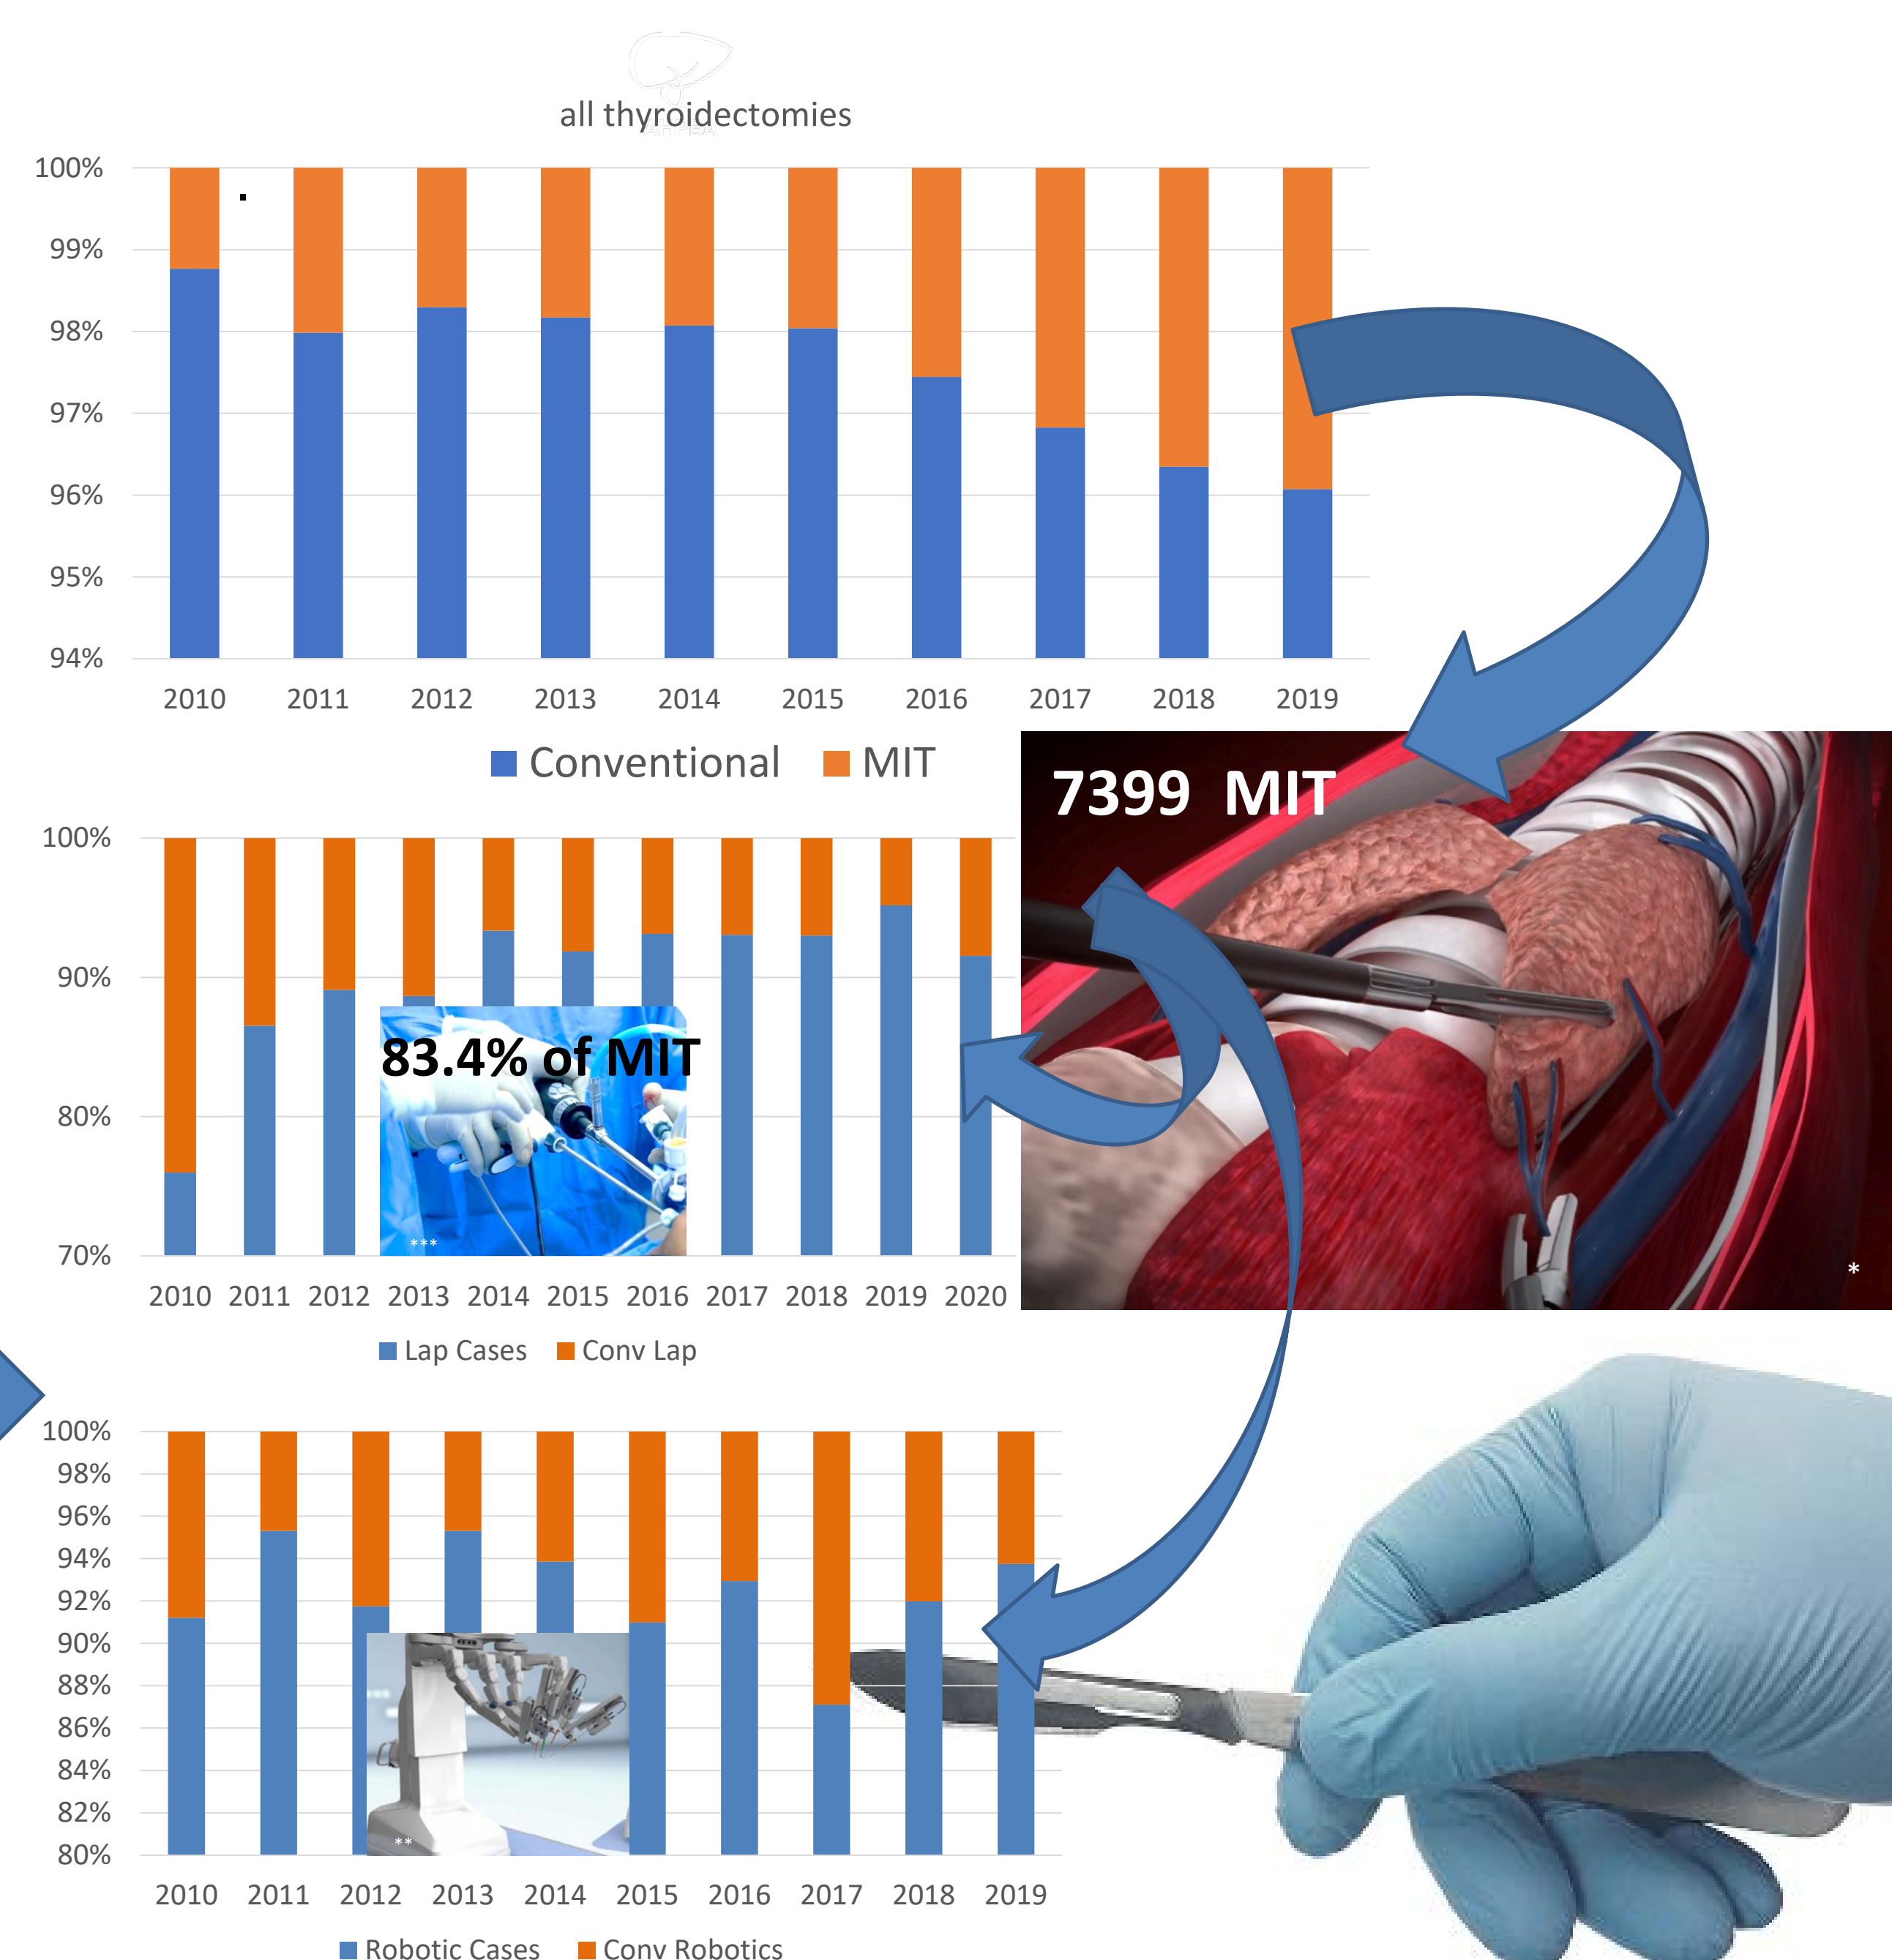 all thyroidectomies
AHPBA
100%
99%
98%
97%
96%
95%
94%
2010 2011 2012 2013 2014 2015 2016 2017 2018 2019
Conventional MIT
7399 MIT
100%
90%
80%
70%
83.4% of MIT
***
*
2010 2011 2012 2013 2014 2015 2016 2017 2018 2019 2020
Lap Cases Conv Lap
100%
98%
96%
94%
92%
90%
88%
86%
84%
82%
80%
**
2010 2011 2012 2013 2014 2015 2016 2017 2018 2019
Robotic Cases Conv Robotics